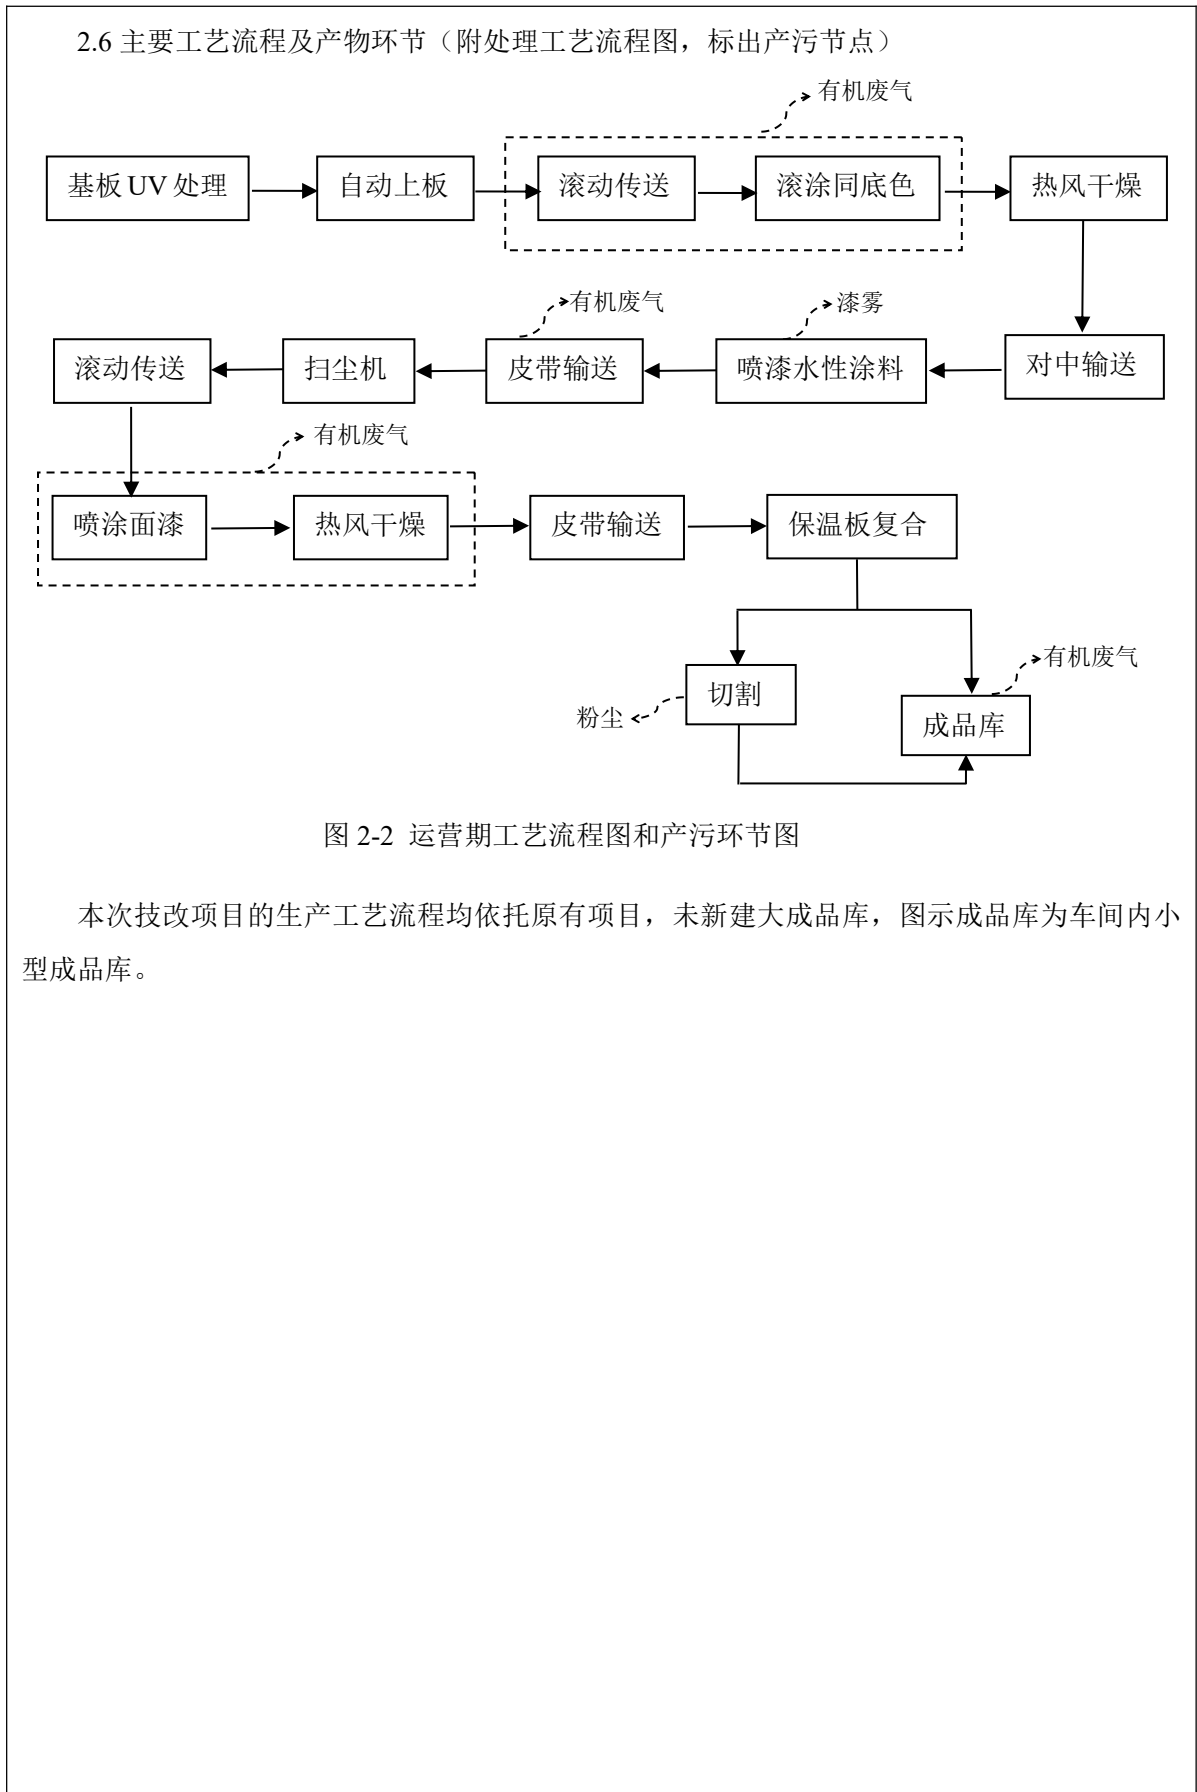 2.6 主要工艺流程及产物环节（附处理工艺流程图，标出产污节点）
有机废气
基板 UV 处理
自动上板
滚动传送
滚涂同底色
热风干燥
有机废气
漆雾
滚动传送
扫尘机
皮带输送
喷漆水性涂料
对中输送
有机废气
喷涂面漆
热风干燥
皮带输送
保温板复合
有机废气
切割
粉尘
成品库
图 2-2 运营期工艺流程图和产污环节图
本次技改项目的生产工艺流程均依托原有项目，未新建大成品库，图示成品库为车间内小
型成品库。